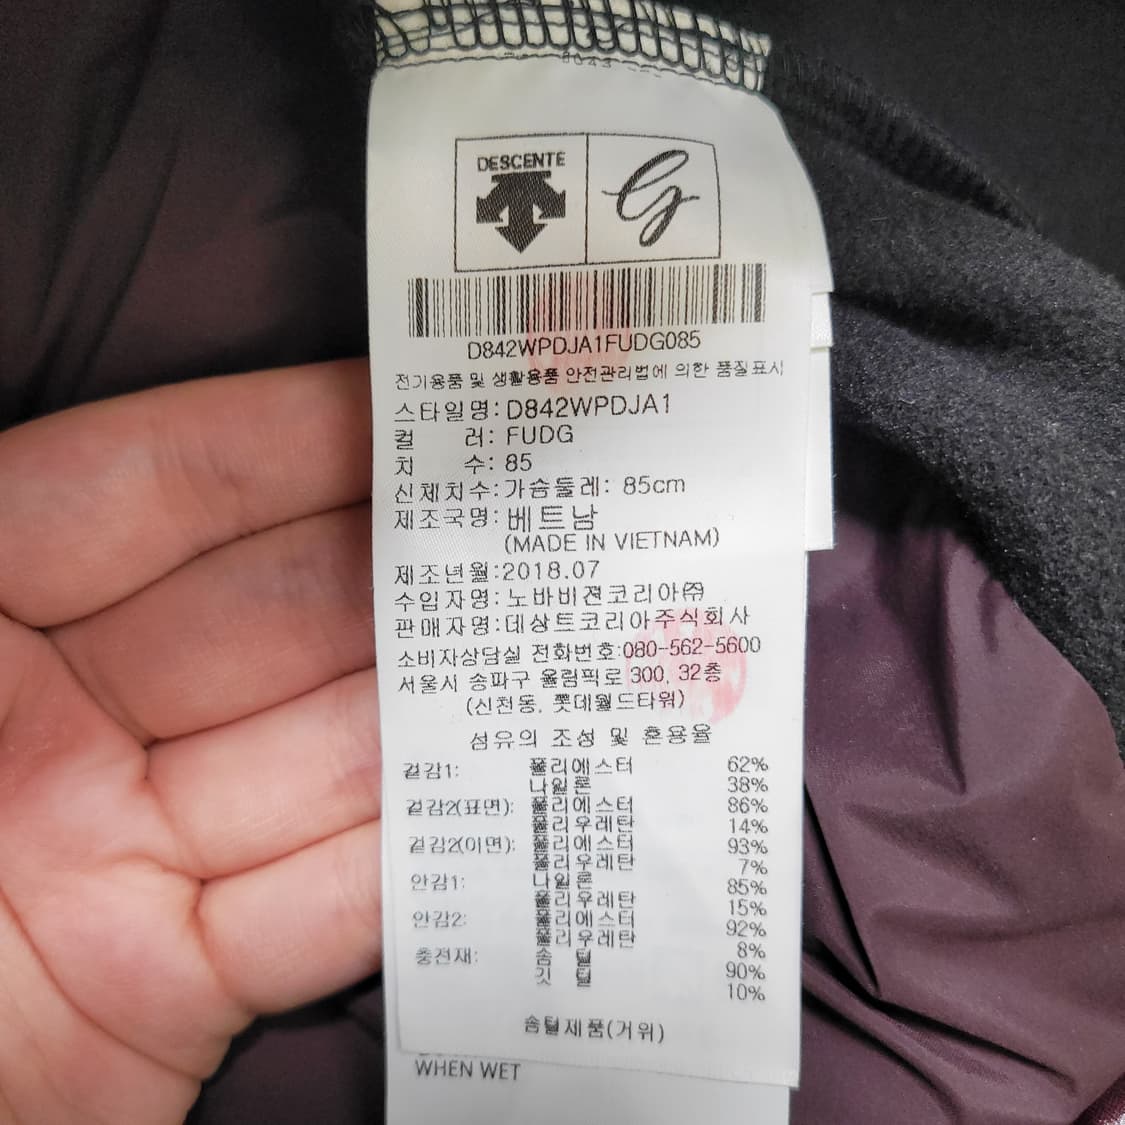 DESCENTE
D842WPDJA1FUDG085
전기용품 및 생활용품 안전관리법에 의한 품질표시
스타일명: D842WPDJA1
컬 러: FUDG
치 수: 85
신체치수: 가슴둘레: 85cm
제조국명: 베트남
(MADE IN VIETNAM)
제조년월: 2018.07
수입자명: 노바비젼코리아㈜
판매자명: 데상트코리아주식회사
소비자상담실 전화번호: 080-562-5600
서울시 송파구 올림픽로 300, 32층
(신천동, 롯데월드타워)
섬유의 조성 및 혼용율
겉감1: 폴리에스터 62%
나일론 38%
겉감2(표면): 폴리에스터 86%
폴리우레탄 14%
겉감2(이면): 폴리에스터 93%
폴리우레탄 7%
안감1: 나일론 85%
폴리우레탄 15%
안감2: 폴리에스터 92%
폴리우레탄 8%
충전재: 솜털 90%
깃털 10%
솜털제품(거위)
WHEN WET